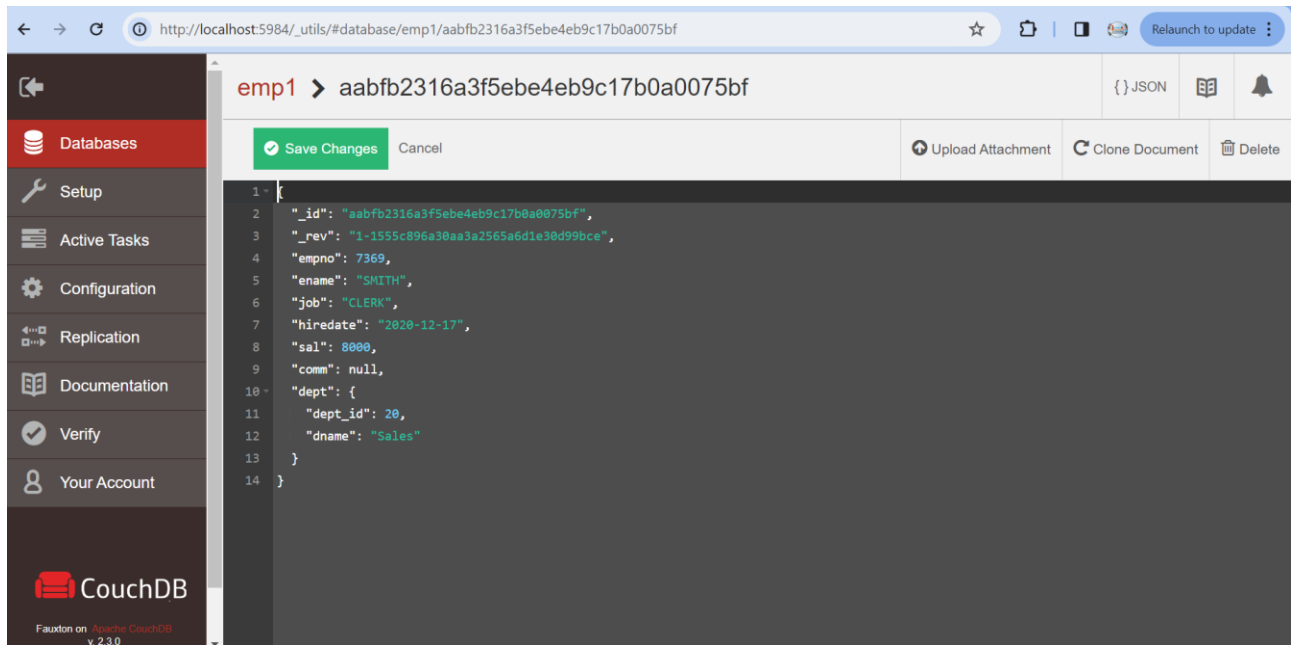 http://localhost:5984/_utils/#database/emp1/aabfb2316a3f5ebe4eb9c17b0a0075bf
Relaunch to update
emp1 aabfb2316a3f5ebe4eb9c17b0a0075bf
{ } JSON
Databases
Setup
Active Tasks
Configuration
Replication
Documentation
Verify
Your Account
CouchDB
Fauxton on Apache CouchDB
v. 2.3.0
Save Changes Cancel
Upload Attachment Clone Document Delete
1 {
2 "_id": "aabfb2316a3f5ebe4eb9c17b0a0075bf",
3 "_rev": "1-1555c896a30aa3a2565a6d1e30d99bce",
4 "empno": 7369,
5 "ename": "SMITH",
6 "job": "CLERK",
7 "hiredate": "2020-12-17",
8 "sal": 8000,
9 "comm": null,
10 "dept": {
11 "dept_id": 20,
12 "dname": "Sales"
13 }
14 }